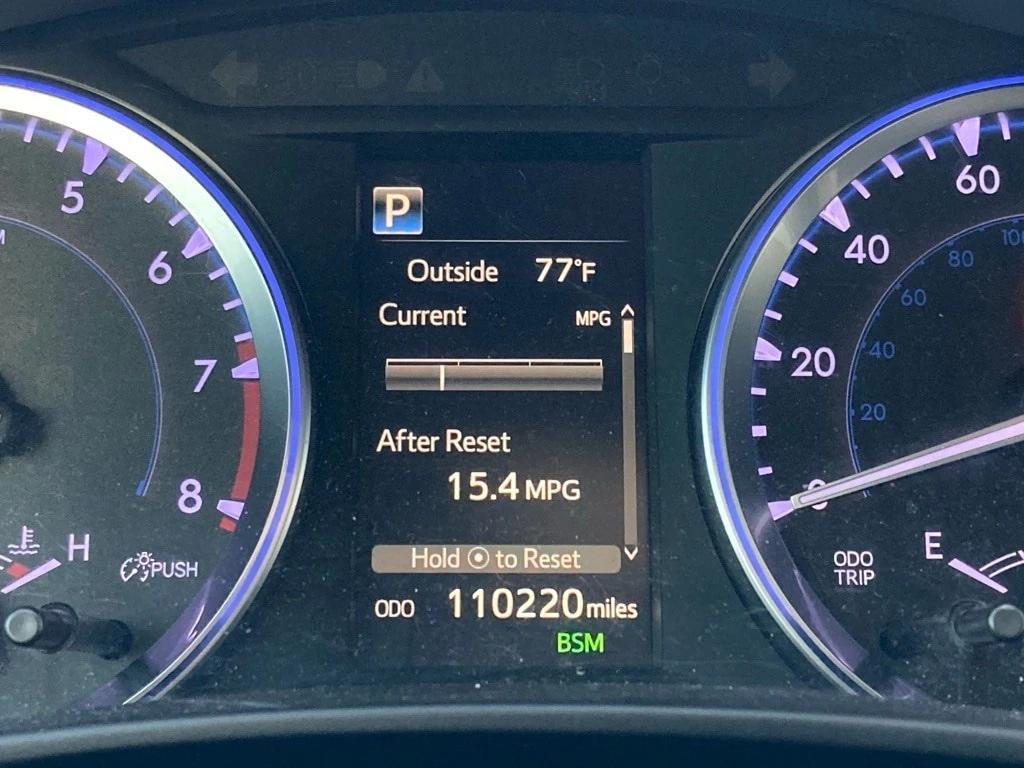 5
6
7
8
H
PUSH
P
Outside 77°F
Current MPG
After Reset
15.4 MPG
Hold to Reset
ODO 110220 miles
BSM
60
40
20
100
80
60
40
20
ODO
TRIP
E